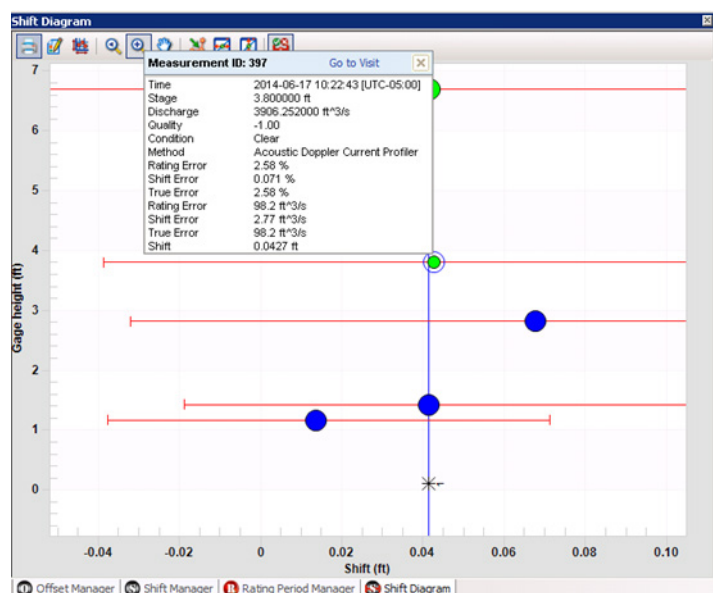 Shift Diagram
Measurement ID: 397 Go to Visit
Time 2014-06-17 10:22:43 [UTC-05:00]
Stage 3.800000 ft
Discharge 3906.252000 ft^3/s
Quality -1.00
Condition Clear
Method Acoustic Doppler Current Profiler
Rating Error 2.58 %
Shift Error 0.071 %
True Error 2.58 %
Rating Error 98.2 ft^3/s
Shift Error 2.77 ft^3/s
True Error 98.2 ft^3/s
Shift 0.0427 ft
7
6
5
4
3
2
1
0
Gage height (ft)
-0.04 -0.02 0 0.02 0.04 0.06 0.08 0.10
Shift (ft)
Offset Manager Shift Manager Rating Period Manager Shift Diagram